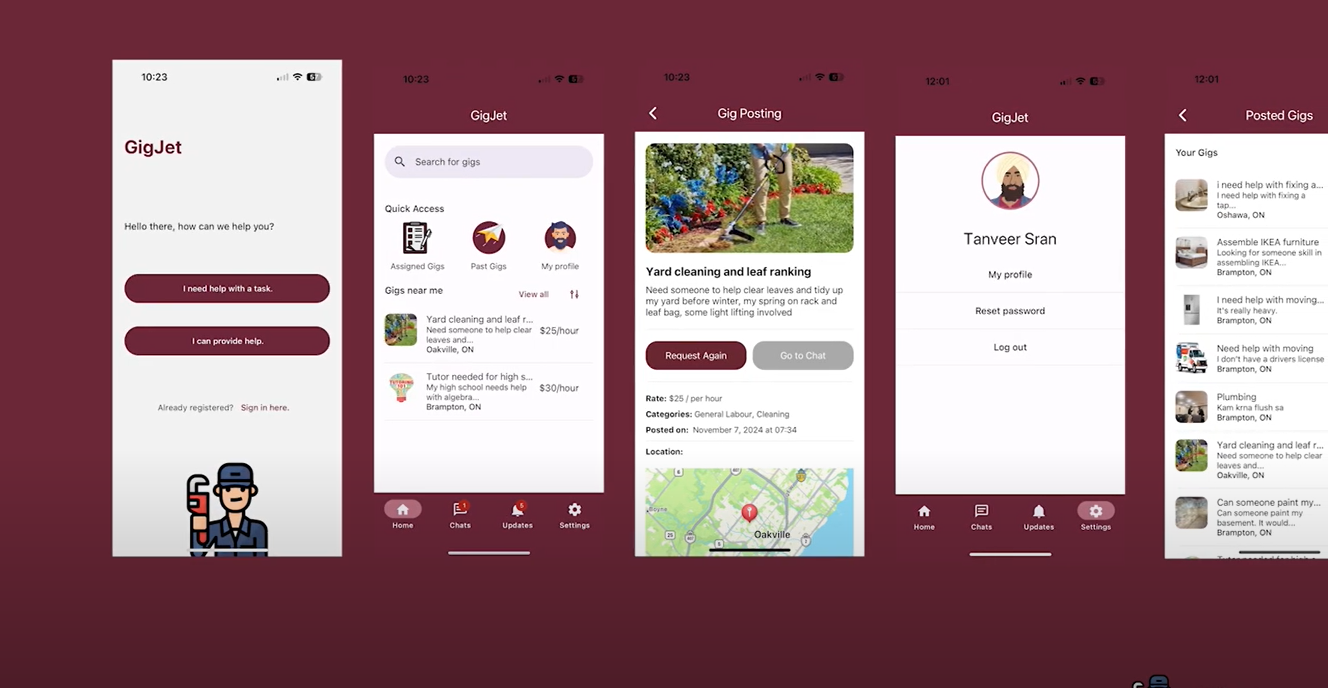 10:23
GigJet
Hello there, how can we help you?
I need help with a task.
I can provide help.
Already registered? Sign in here.
10:23
GigJet
Search for gigs
Quick Access
Assigned Gigs
Past Gigs
My profile
Gigs near me
View all
Yard cleaning and leaf r...
Need someone to help clear
leaves and...
Oakville, ON
$25/hour
Tutor needed for high s...
My high school needs help
with algebra...
Brampton, ON
$30/hour
Home
Chats
Updates
Settings
10:23
Gig Posting
Yard cleaning and leaf ranking
Need someone to help clear leaves and tidy up
my yard before winter, my spring on rack and
leaf bag, some light lifting involved
Request Again
Go to Chat
Rate: $25 / per hour
Categories: General Labour, Cleaning
Posted on: November 7, 2024 at 07:34
Location:
Oakville
12:01
GigJet
Tanveer Sran
My profile
Reset password
Log out
Home
Chats
Updates
Settings
12:01
Posted Gigs
Your Gigs
i need help with fixing a...
I need help with fixing a
tap...
Oshawa, ON
Assemble IKEA furniture
Looking for someone skill in
assembling IKEA...
Brampton, ON
I need help with moving...
It's really heavy.
Brampton, ON
Need help with moving
I don't have a drivers license
Brampton, ON
Plumbing
Kam krna flush sa
Brampton, ON
Yard cleaning and leaf r...
Need someone to help clear
leaves and...
Oakville, ON
Can someone paint my...
Can someone paint my
basement. It would...
Brampton, ON